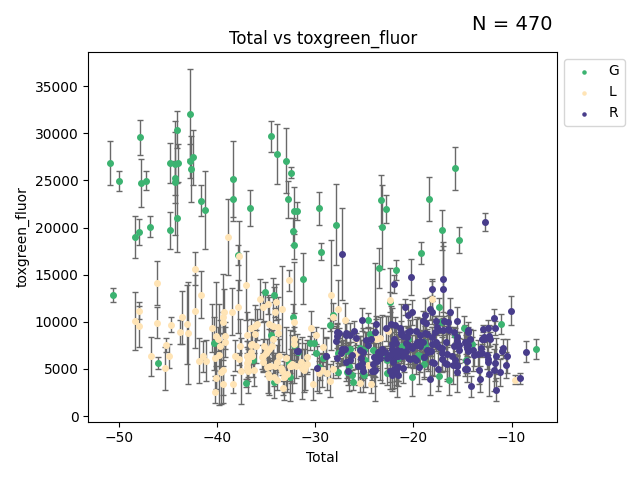 N = 470
Total vs toxgreen_fluor
G
L
R
35000
30000
25000
20000
15000
10000
5000
0
toxgreen_fluor
−50
−40
−30
−20
−10
Total